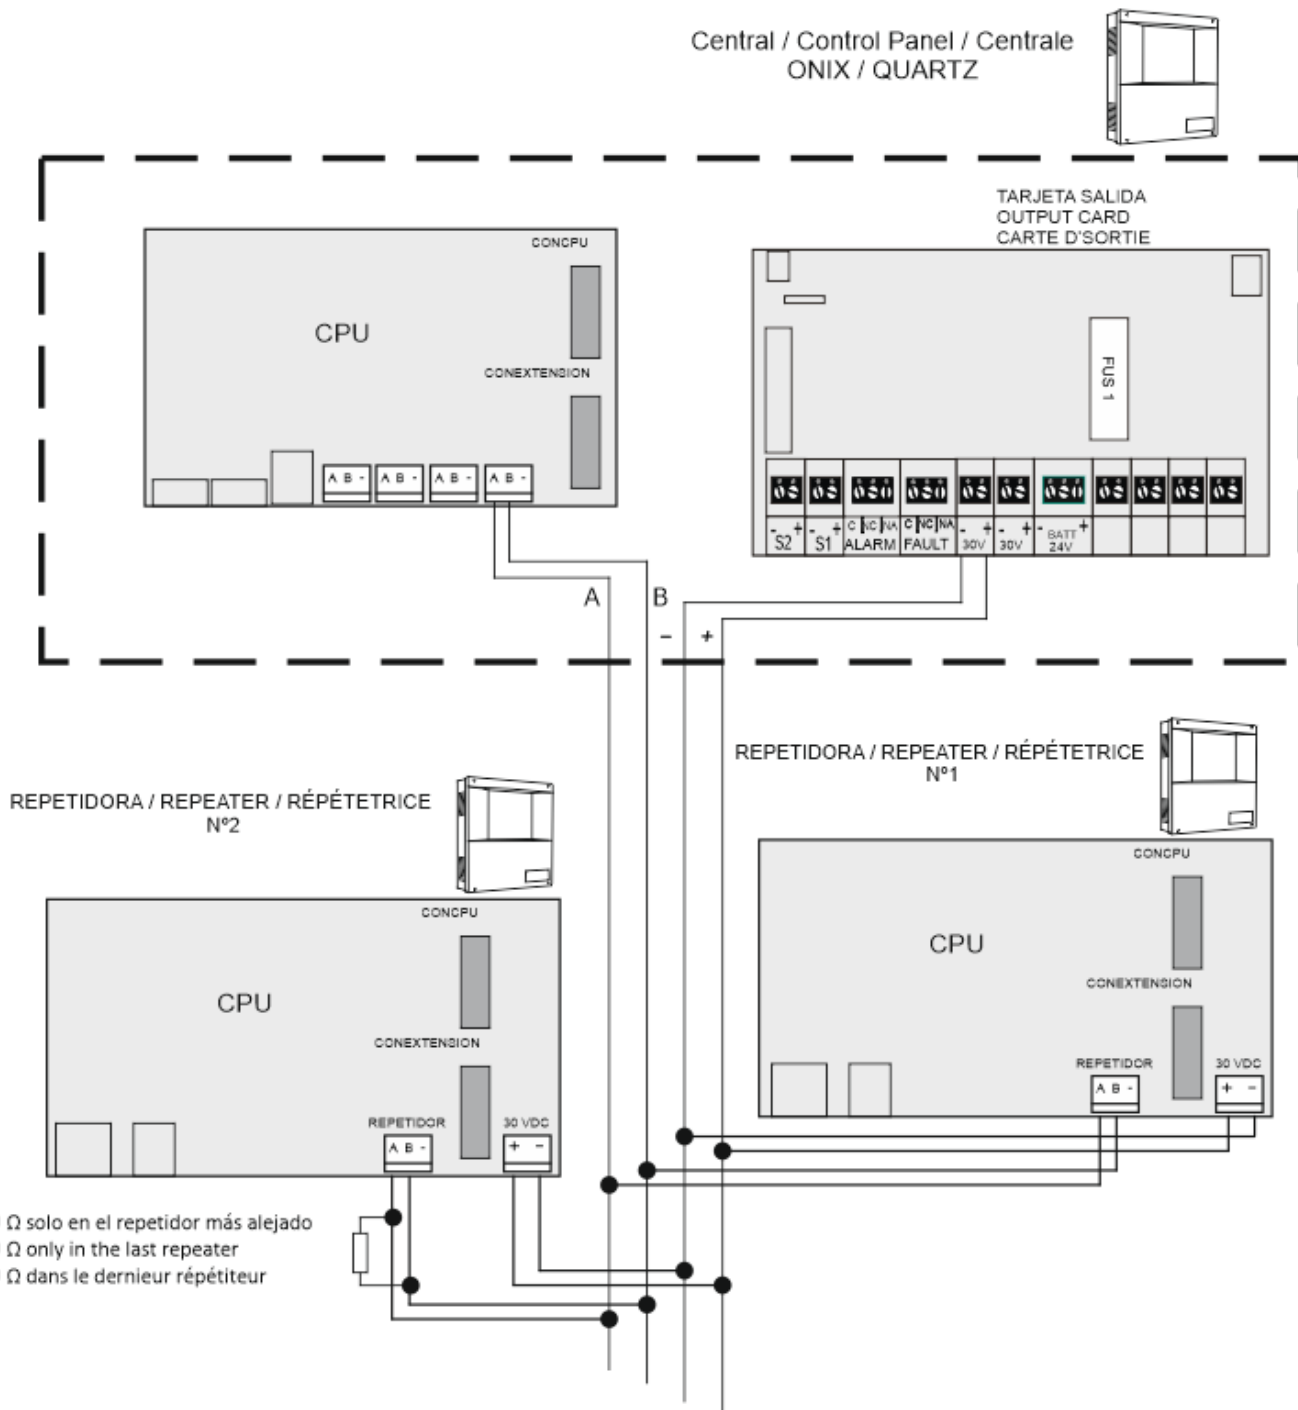 Central / Control Panel / Centrale
ONIX / QUARTZ
TARJETA SALIDA
OUTPUT CARD
CARTE D'SORTIE
CONCPU
CPU
CONEXTENSION
FUS 1
A B -
A B -
A B -
A B -
- + - + C NC NA C NC NA - + - + - +
S2 S1 ALARM FAULT 30V 30V BATT
24V
A B
- +
REPETIDORA / REPEATER / RÉPÉTETRICE
Nº1
REPETIDORA / REPEATER / RÉPÉTETRICE
Nº2
CONCPU
CPU
CONEXTENSION
REPETIDOR 30 VDC
A B - + -
CONCPU
CPU
CONEXTENSION
REPETIDOR 30 VDC
A B - + -
Ω solo en el repetidor más alejado
Ω only in the last repeater
Ω dans le dernieur répétiteur